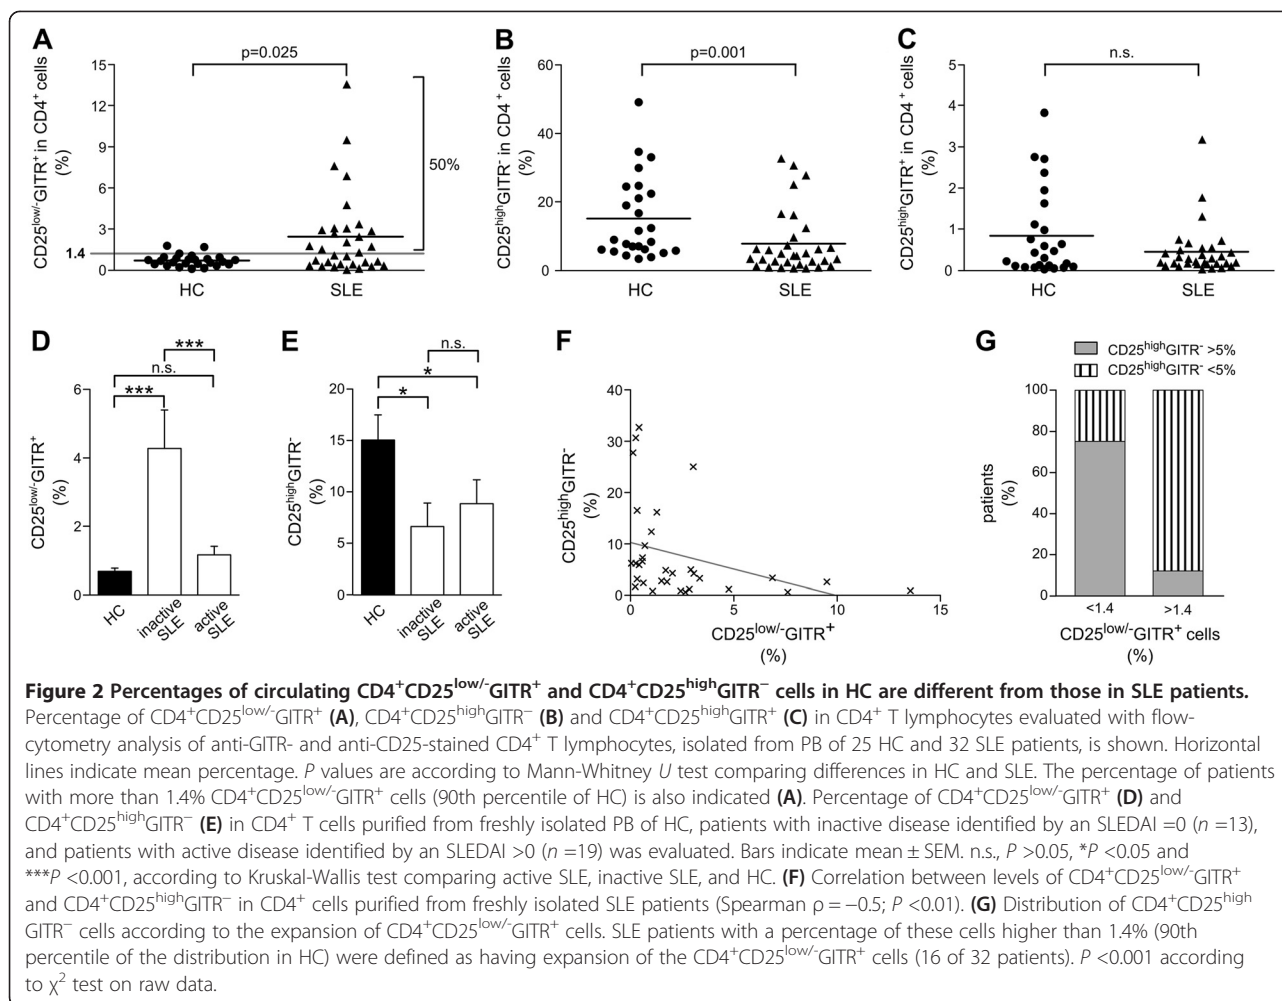 A
p=0.025
CD25low/-GITR+ in CD4+ cells
(%)
15
12
9
6
3
1.4
0
50%
HC
SLE
B
p=0.001
CD25highGITR- in CD4+ cells
(%)
60
40
20
0
HC
SLE
C
n.s.
CD25highGITR+ in CD4+ cells
(%)
5
4
3
2
1
0
HC
SLE
D
***
n.s.
***
CD25low/-GITR+
(%)
6
4
2
0
HC
inactive
SLE
active
SLE
E
n.s.
*
*
CD25highGITR-
(%)
20
15
10
5
0
HC
inactive
SLE
active
SLE
F
CD25highGITR-
(%)
40
30
20
10
0
0
5
10
15
CD25low/-GITR+
(%)
G
CD25highGITR- >5%
CD25highGITR- <5%
patients
(%)
100
80
60
40
20
0
<1.4
>1.4
CD25low/-GITR+ cells
(%)
Figure 2 Percentages of circulating CD4+CD25low/-GITR+ and CD4+CD25highGITR− cells in HC are different from those in SLE patients.
Percentage of CD4+CD25low/-GITR+ (A), CD4+CD25highGITR− (B) and CD4+CD25highGITR+ (C) in CD4+ T lymphocytes evaluated with flow-
cytometry analysis of anti-GITR- and anti-CD25-stained CD4+ T lymphocytes, isolated from PB of 25 HC and 32 SLE patients, is shown. Horizontal
lines indicate mean percentage. P values are according to Mann-Whitney U test comparing differences in HC and SLE. The percentage of patients
with more than 1.4% CD4+CD25low/-GITR+ cells (90th percentile of HC) is also indicated (A). Percentage of CD4+CD25low/-GITR+ (D) and
CD4+CD25highGITR− (E) in CD4+ T cells purified from freshly isolated PB of HC, patients with inactive disease identified by an SLEDAI =0 (n =13),
and patients with active disease identified by an SLEDAI >0 (n =19) was evaluated. Bars indicate mean ± SEM. n.s., P >0.05, *P <0.05 and
***P <0.001, according to Kruskal-Wallis test comparing active SLE, inactive SLE, and HC. (F) Correlation between levels of CD4+CD25low/-GITR+
and CD4+CD25highGITR− in CD4+ cells purified from freshly isolated SLE patients (Spearman ρ = −0.5; P <0.01). (G) Distribution of CD4+CD25high
GITR− cells according to the expansion of CD4+CD25low/-GITR+ cells. SLE patients with a percentage of these cells higher than 1.4% (90th
percentile of the distribution in HC) were defined as having expansion of the CD4+CD25low/-GITR+ cells (16 of 32 patients). P <0.001 according
to χ2 test on raw data.